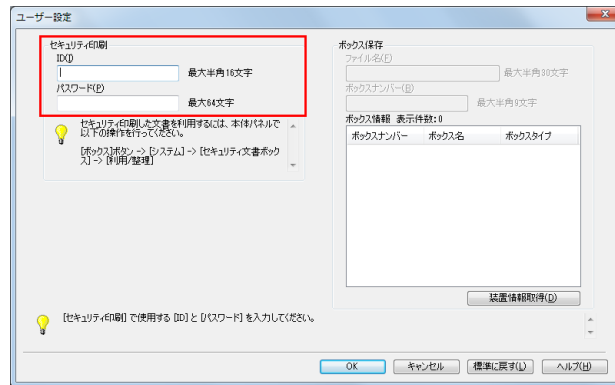 ユーザー設定
セキュリティ印刷
ID(I)
最大半角16文字
パスワード(P)
最大64文字
セキュリティ印刷した文書を利用するには、本体パネルで
以下の操作を行ってください。
[ボックス]ボタン -> [システム] -> [セキュリティ文書ボック
ス] -> [利用/整理]
ボックス保存
ファイル名(F)
最大半角30文字
ボックスナンバー(B)
最大半角9文字
ボックス情報 表示件数:0
ボックスナンバー ボックス名 ボックスタイプ
装置情報取得(D)
[セキュリティ印刷] で使用する [ID] と [パスワード] を入力してください。
OK キャンセル 標準に戻す(L) ヘルプ(H)